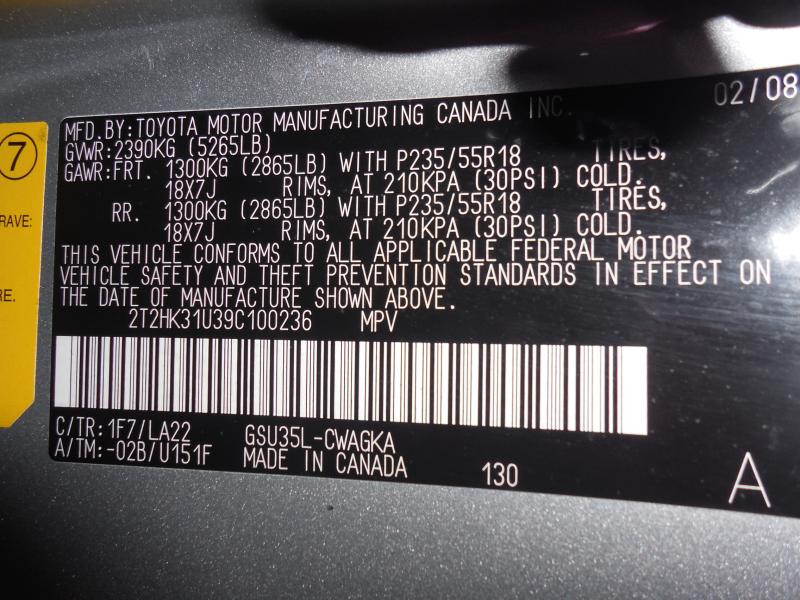 02/08
MFD. BY: TOYOTA MOTOR MANUFACTURING CANADA INC.
GVWR: 2390KG (5265LB)
GAWR: FRT. 1300KG (2865LB) WITH P235/55R18 TIRES,
18X7J RIMS, AT 210KPA (30PSI) COLD.
RR. 1300KG (2865LB) WITH P235/55R18 TIRES,
18X7J RIMS, AT 210KPA (30PSI) COLD.
THIS VEHICLE CONFORMS TO ALL APPLICABLE FEDERAL MOTOR
VEHICLE SAFETY AND THEFT PREVENTION STANDARDS IN EFFECT ON
THE DATE OF MANUFACTURE SHOWN ABOVE.
2T2HK31U39C100236 MPV
C/TR: 1F7/LA22 GSU35L-CWAGKA
A/TM: -02B/U151F MADE IN CANADA 130
A
7
RAVE:
RE.